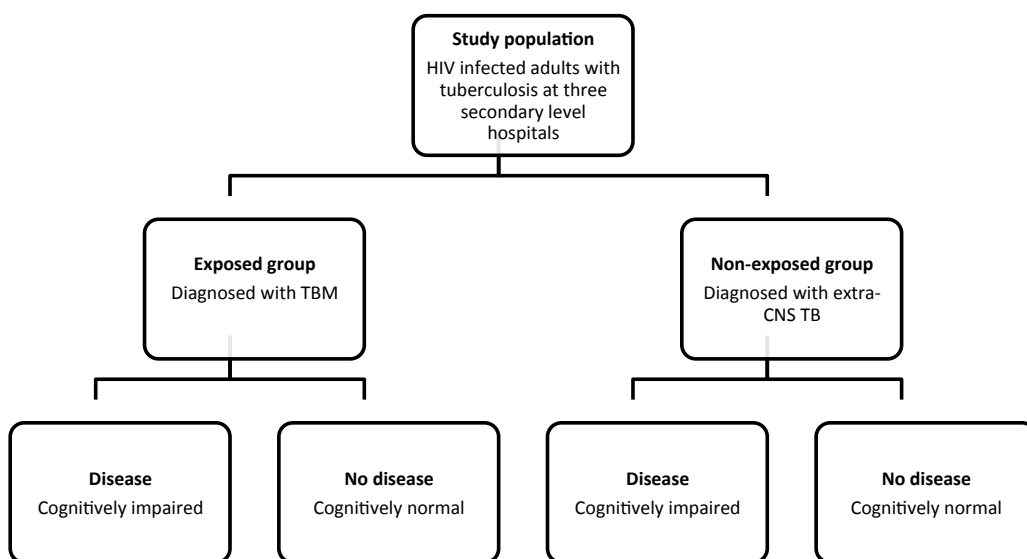 Study population
HIV infected adults with
tuberculosis at three
secondary level
hospitals
Exposed group
Diagnosed with TBM
Non-exposed group
Diagnosed with extra-
CNS TB
Disease
Cognitively impaired
No disease
Cognitively normal
Disease
Cognitively impaired
No disease
Cognitively normal